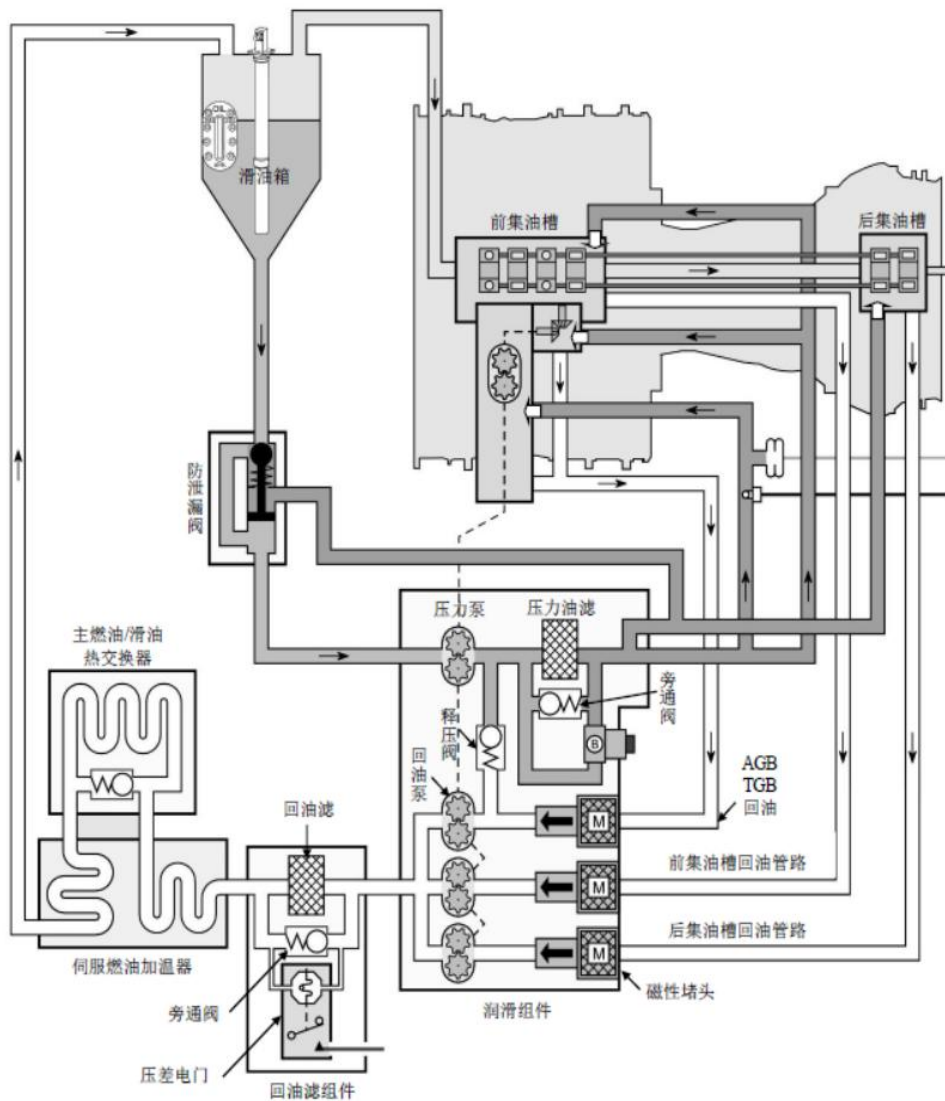 OIL
滑油箱
前集油槽
后集油槽
防泄漏阀
压力泵
压力油滤
主燃油/滑油
热交换器
旁通阀
释压阀
B
回油泵
AGB
TGB
回油
回油滤
M
前集油槽回油管路
M
后集油槽回油管路
M
伺服燃油加温器
旁通阀
磁性堵头
润滑组件
压差电门
回油滤组件